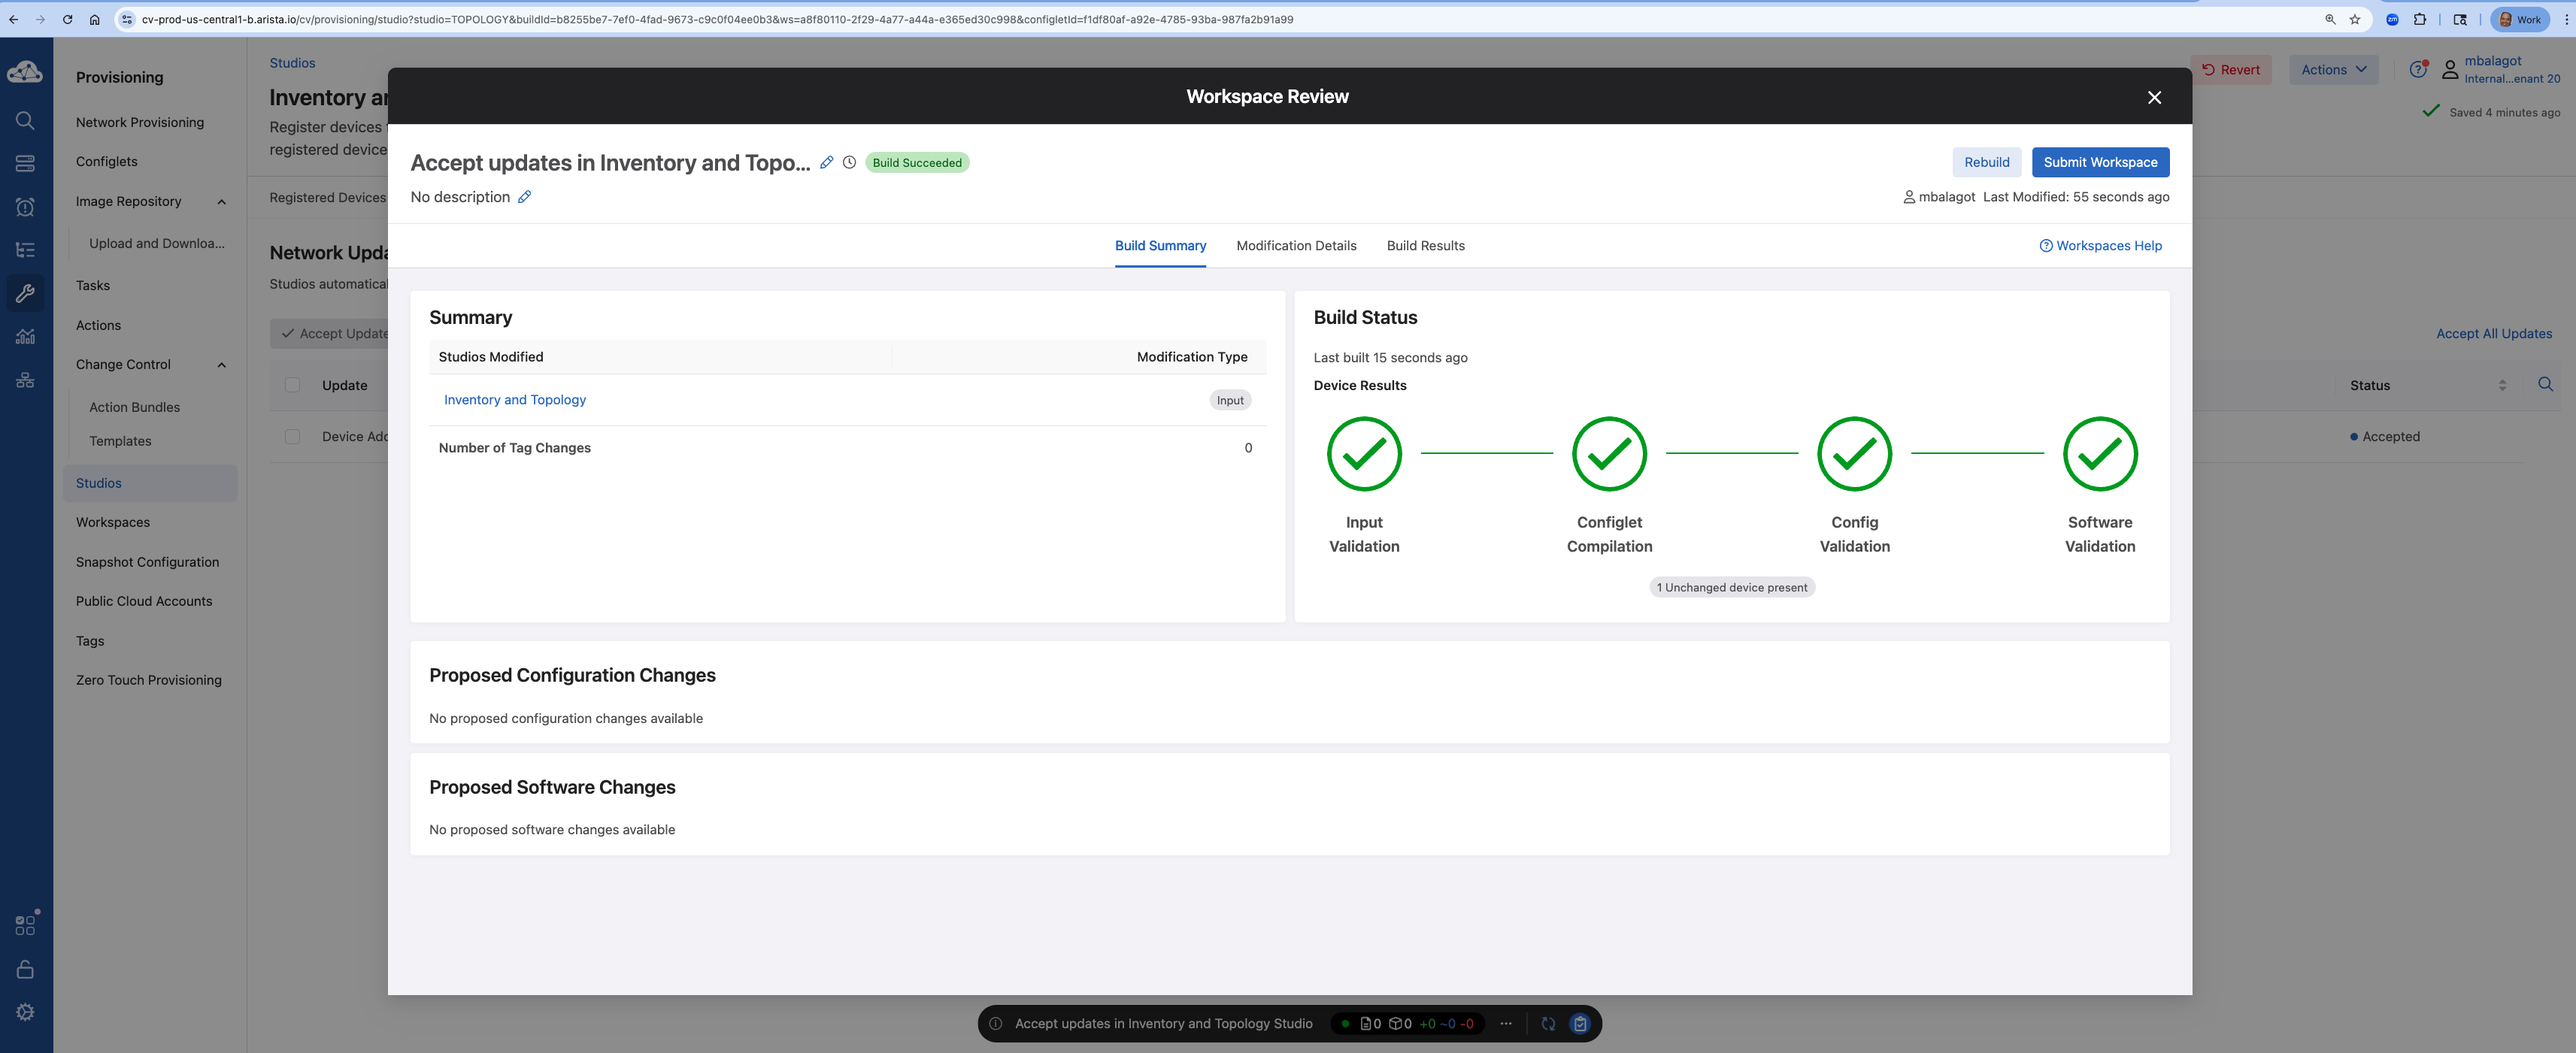 cv-prod-us-central1-b.arista.io/cv/provisioning/studio?studio=TOPOLOGY&buildId=b8255be7-7ef0-4fad-9673-c9c0f04ee0b3&ws=a8f80110-2f29-4a77-a44a-e365ed30c998&configletId=f1df80af-a92e-4785-93ba-987fa2b91a99
zm
Work
Provisioning
Network Provisioning
Configlets
Image Repository
Upload and Downloa...
Tasks
Actions
Change Control
Action Bundles
Templates
Studios
Workspaces
Snapshot Configuration
Public Cloud Accounts
Tags
Zero Touch Provisioning
Studios
Inventory ar
Register devices
registered device
Registered Devices
Network Upda
Studios automatical
Accept Update
Update
Device Add
Revert
Actions
mbalagot
Internal...enant 20
Saved 4 minutes ago
Accept All Updates
Status
Accepted
Workspace Review
Accept updates in Inventory and Topo...
Build Succeeded
No description
Rebuild
Submit Workspace
mbalagot Last Modified: 55 seconds ago
Build Summary
Modification Details
Build Results
Workspaces Help
Summary
Studios Modified
Modification Type
Inventory and Topology
Input
Number of Tag Changes
0
Build Status
Last built 15 seconds ago
Device Results
Input
Validation
Configlet
Compilation
Config
Validation
Software
Validation
1 Unchanged device present
Proposed Configuration Changes
No proposed configuration changes available
Proposed Software Changes
No proposed software changes available
Accept updates in Inventory and Topology Studio
0 0 +0 ~0 -0